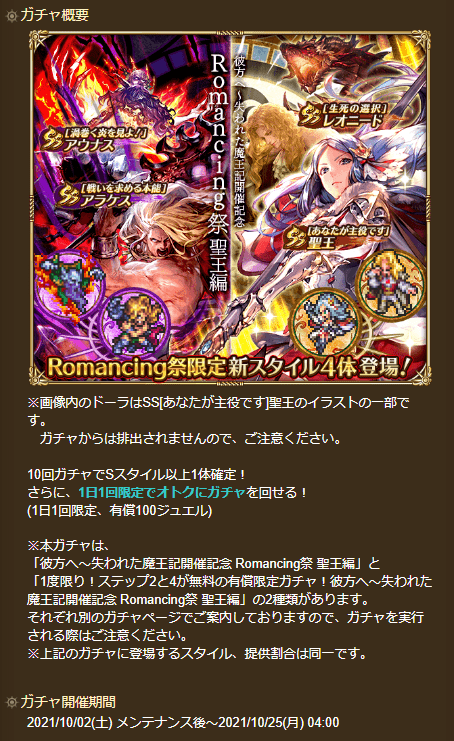 ガチャ概要
彼方へ～失われた魔王記開催記念
Romancing祭 聖王編
SS[渦巻く炎を見よ!]
アウナス
SS[戦いを求める本能]
アラケス
SS[生死の選択]
レオニード
SS[あなたが主役です]
聖王
Romancing祭限定新スタイル4体登場!
※画像内のドーラはSS[あなたが主役です]聖王のイラストの一部で
す。
　ガチャからは排出されませんので、ご注意ください。
10回ガチャでSスタイル以上1体確定！
さらに、1日1回限定でオトクにガチャを回せる！
(1日1回限定、有償100ジュエル)
※本ガチャは、
「彼方へ～失われた魔王記開催記念 Romancing祭 聖王編」と
「1度限り！ステップ2と4が無料の有償限定ガチャ！彼方へ～失われた
魔王記開催記念 Romancing祭 聖王編」の2種類があります。
それぞれ別のガチャページでご案内しておりますので、ガチャを実行
される際はご注意ください。
※上記のガチャに登場するスタイル、提供割合は同一です。
ガチャ開催期間
2021/10/02(土) メンテナンス後～2021/10/25(月) 04:00